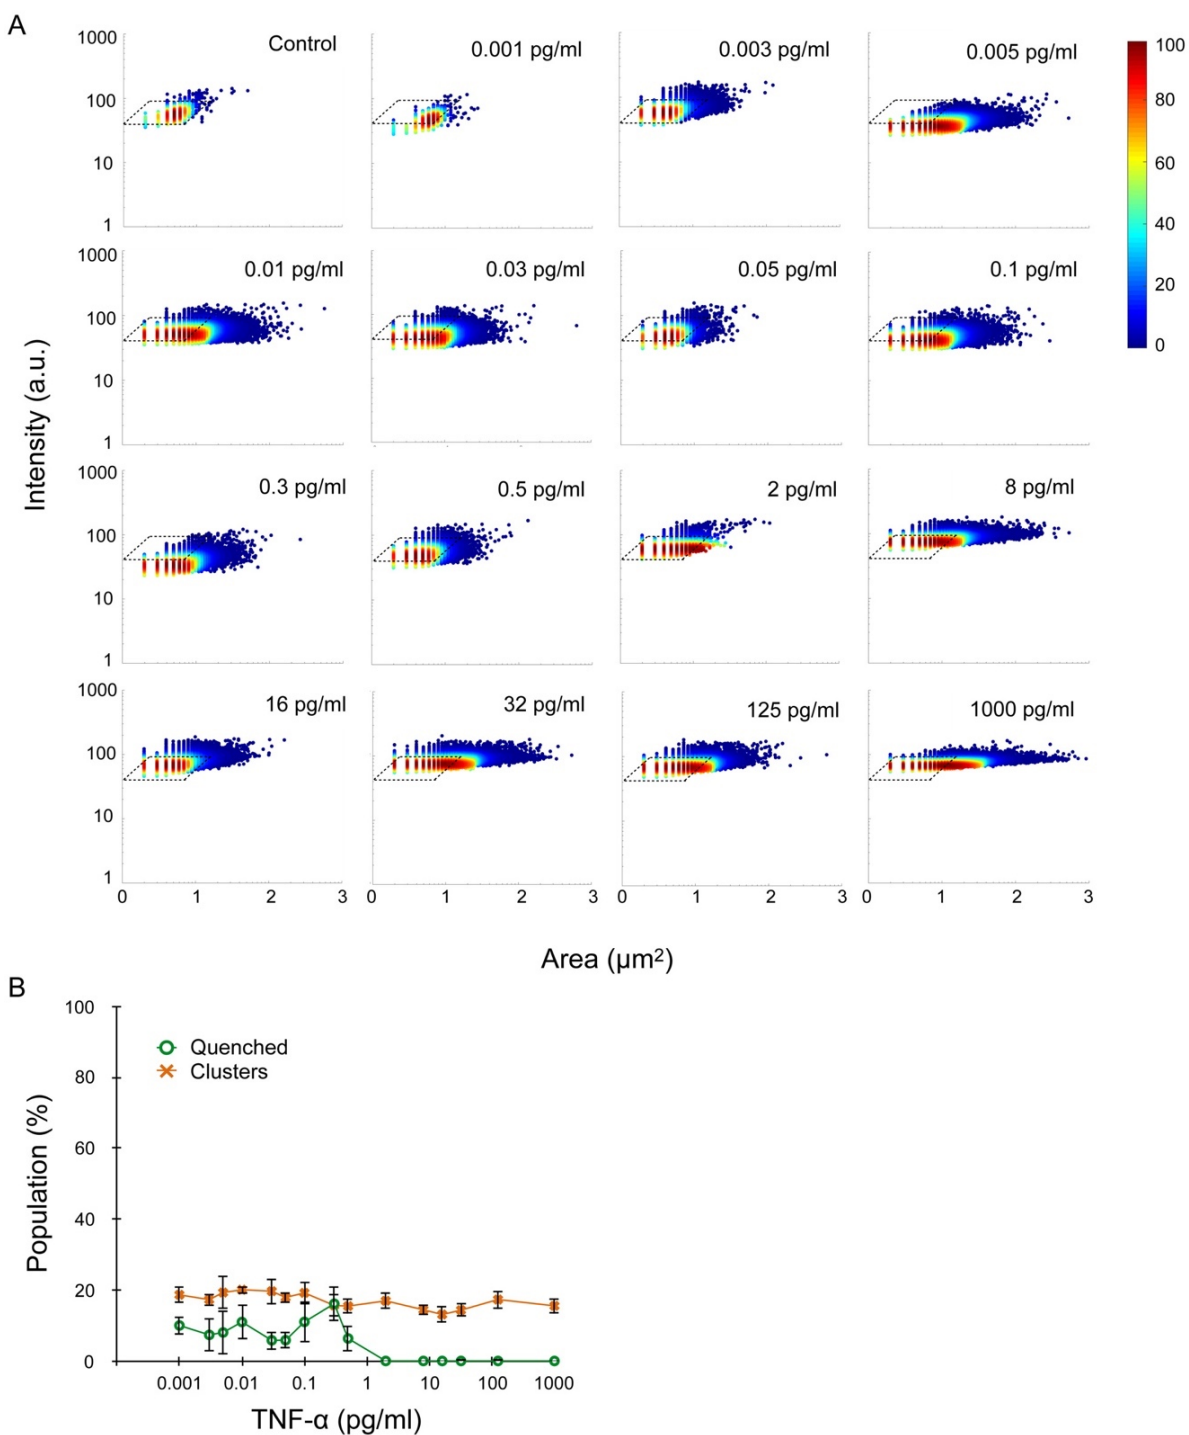 A
Control
0.001 pg/ml
0.003 pg/ml
0.005 pg/ml
1000
100
10
1
100
80
60
40
20
0
0.01 pg/ml
0.03 pg/ml
0.05 pg/ml
0.1 pg/ml
1000
100
10
1
Intensity (a.u.)
0.3 pg/ml
0.5 pg/ml
2 pg/ml
8 pg/ml
1000
100
10
1
16 pg/ml
32 pg/ml
125 pg/ml
1000 pg/ml
1000
100
10
1
0 1 2 3 0 1 2 3 0 1 2 3 0 1 2 3
Area (µm²)
B
100
80
60
40
20
0
Population (%)
Quenched
Clusters
0.001 0.01 0.1 1 10 100 1000
TNF-α (pg/ml)